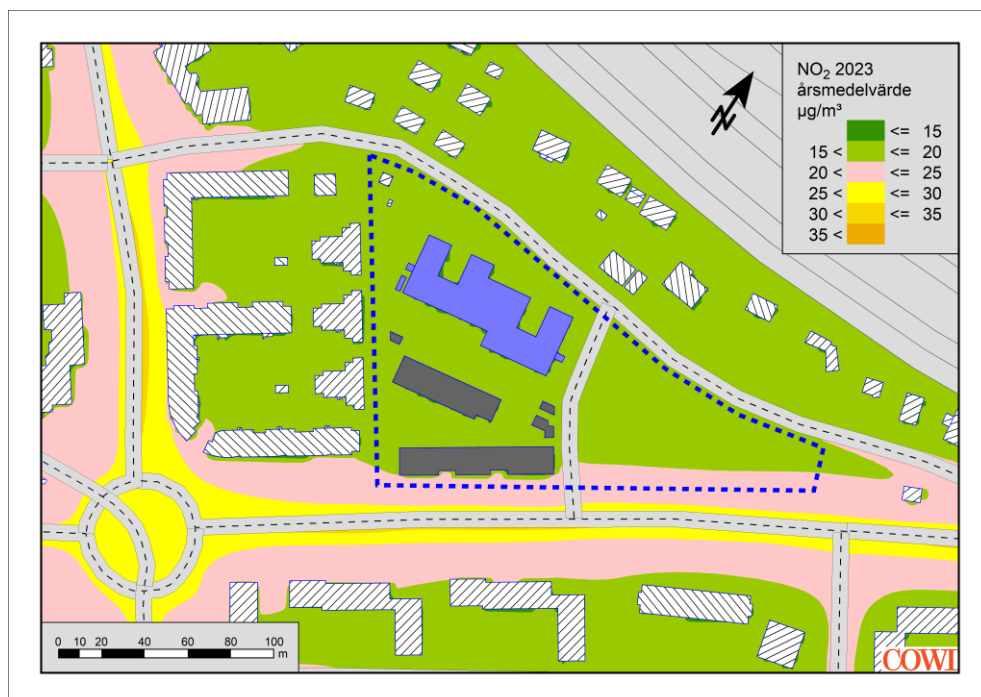 NO₂ 2023
årsmedelvärde
µg/m³
<= 15
15 < <= 20
20 < <= 25
25 < <= 30
30 < <= 35
35 <
N
0 10 20 40 60 80 100
m
COWI